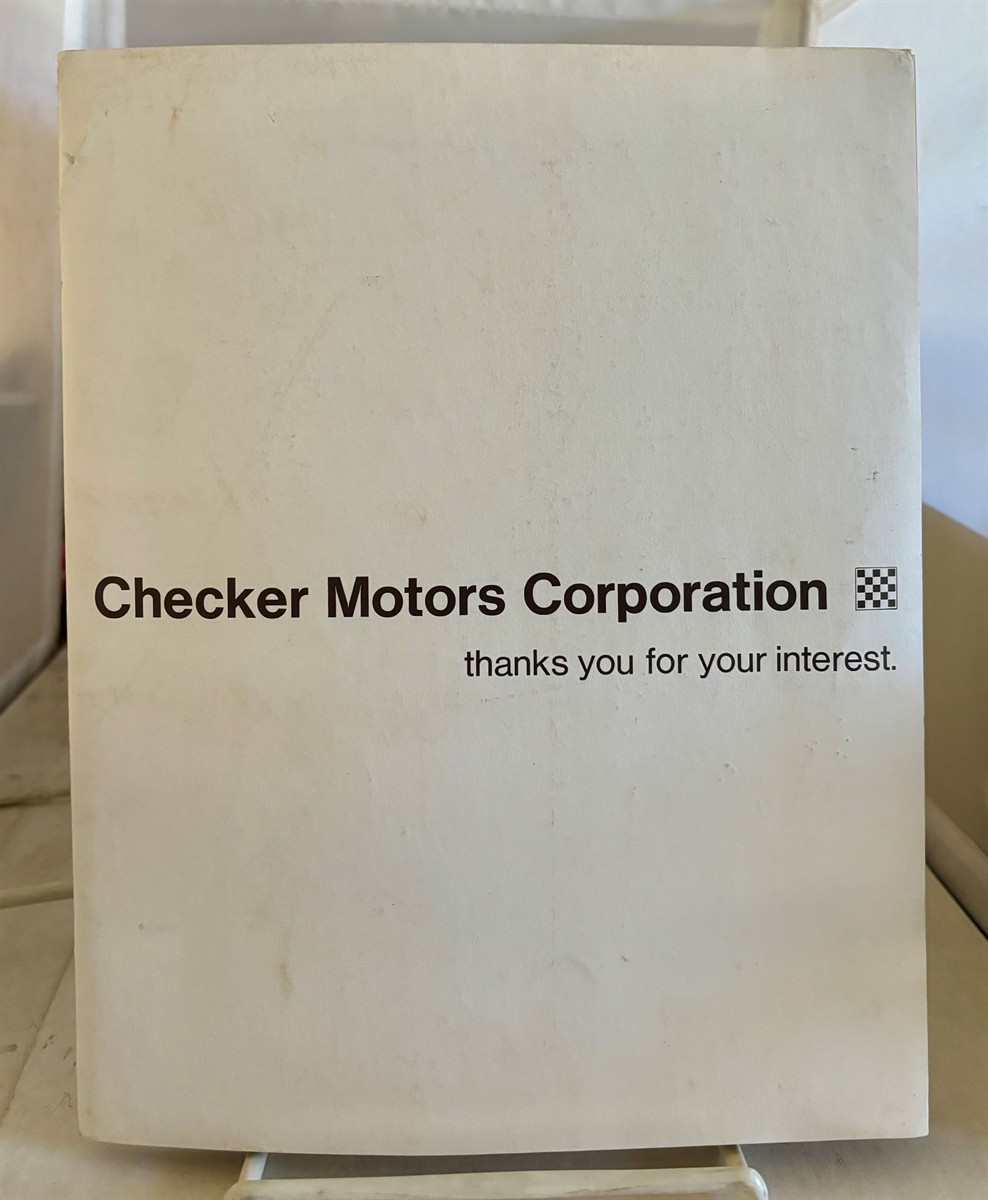 Checker Motors Corporation
thanks you for your interest.